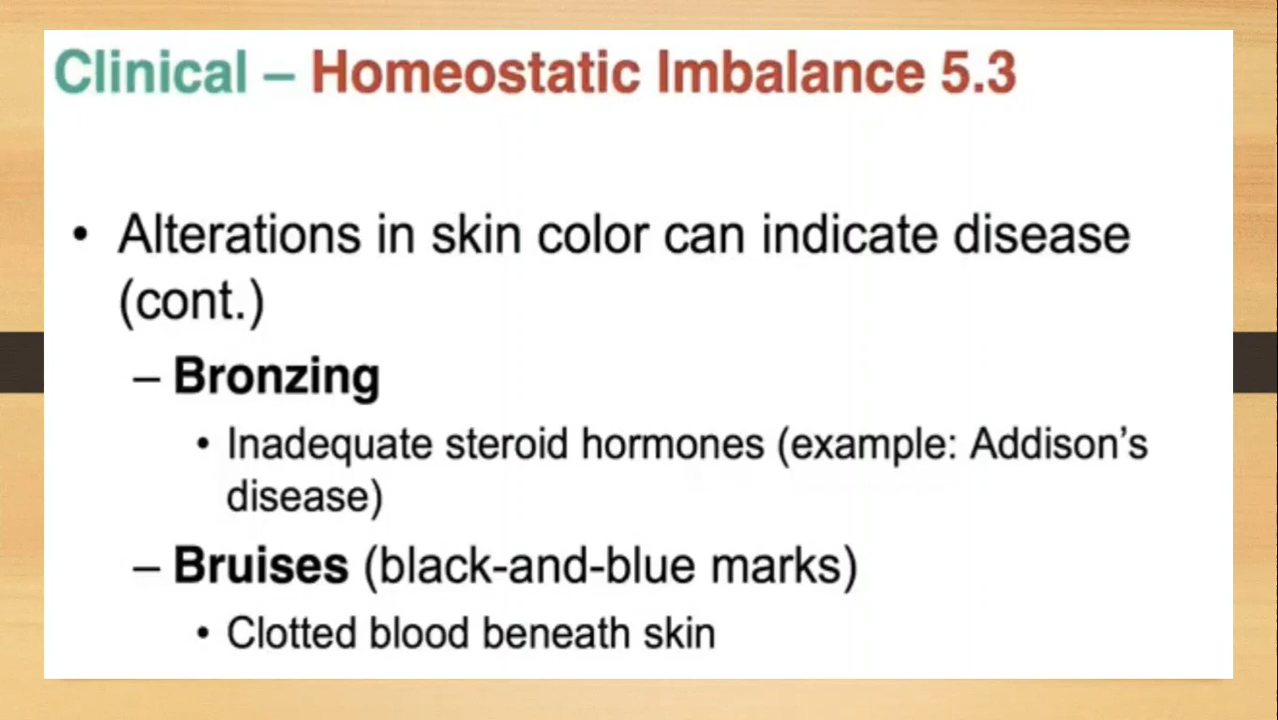 Clinical – Homeostatic Imbalance 5.3
• Alterations in skin color can indicate disease
(cont.)
– Bronzing
• Inadequate steroid hormones (example: Addison’s
disease)
– Bruises (black-and-blue marks)
• Clotted blood beneath skin